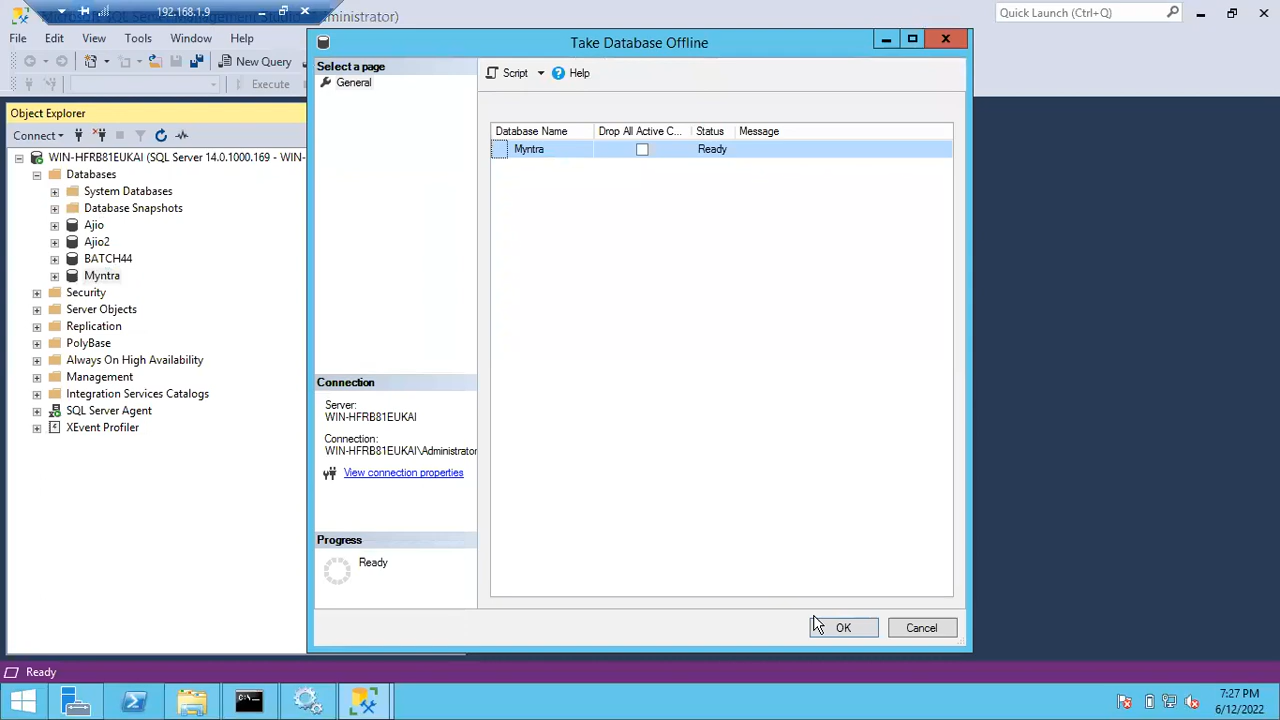 192.168.1.9
Administrator)
Quick Launch (Ctrl+Q)
File Edit View Tools Window Help
New Query
Execute
Object Explorer
Connect
WIN-HFRB81EUKAI (SQL Server 14.0.1000.169 - WIN-
Databases
System Databases
Database Snapshots
Ajio
Ajio2
BATCH44
Myntra
Security
Server Objects
Replication
PolyBase
Always On High Availability
Management
Integration Services Catalogs
SQL Server Agent
XEvent Profiler
Take Database Offline
Select a page
General
Script Help
Database Name Drop All Active C... Status Message
Myntra Ready
Connection
Server:
WIN-HFRB81EUKAI
Connection:
WIN-HFRB81EUKAI\Administrator
View connection properties
Progress
Ready
OK Cancel
Ready
7:27 PM
6/12/2022